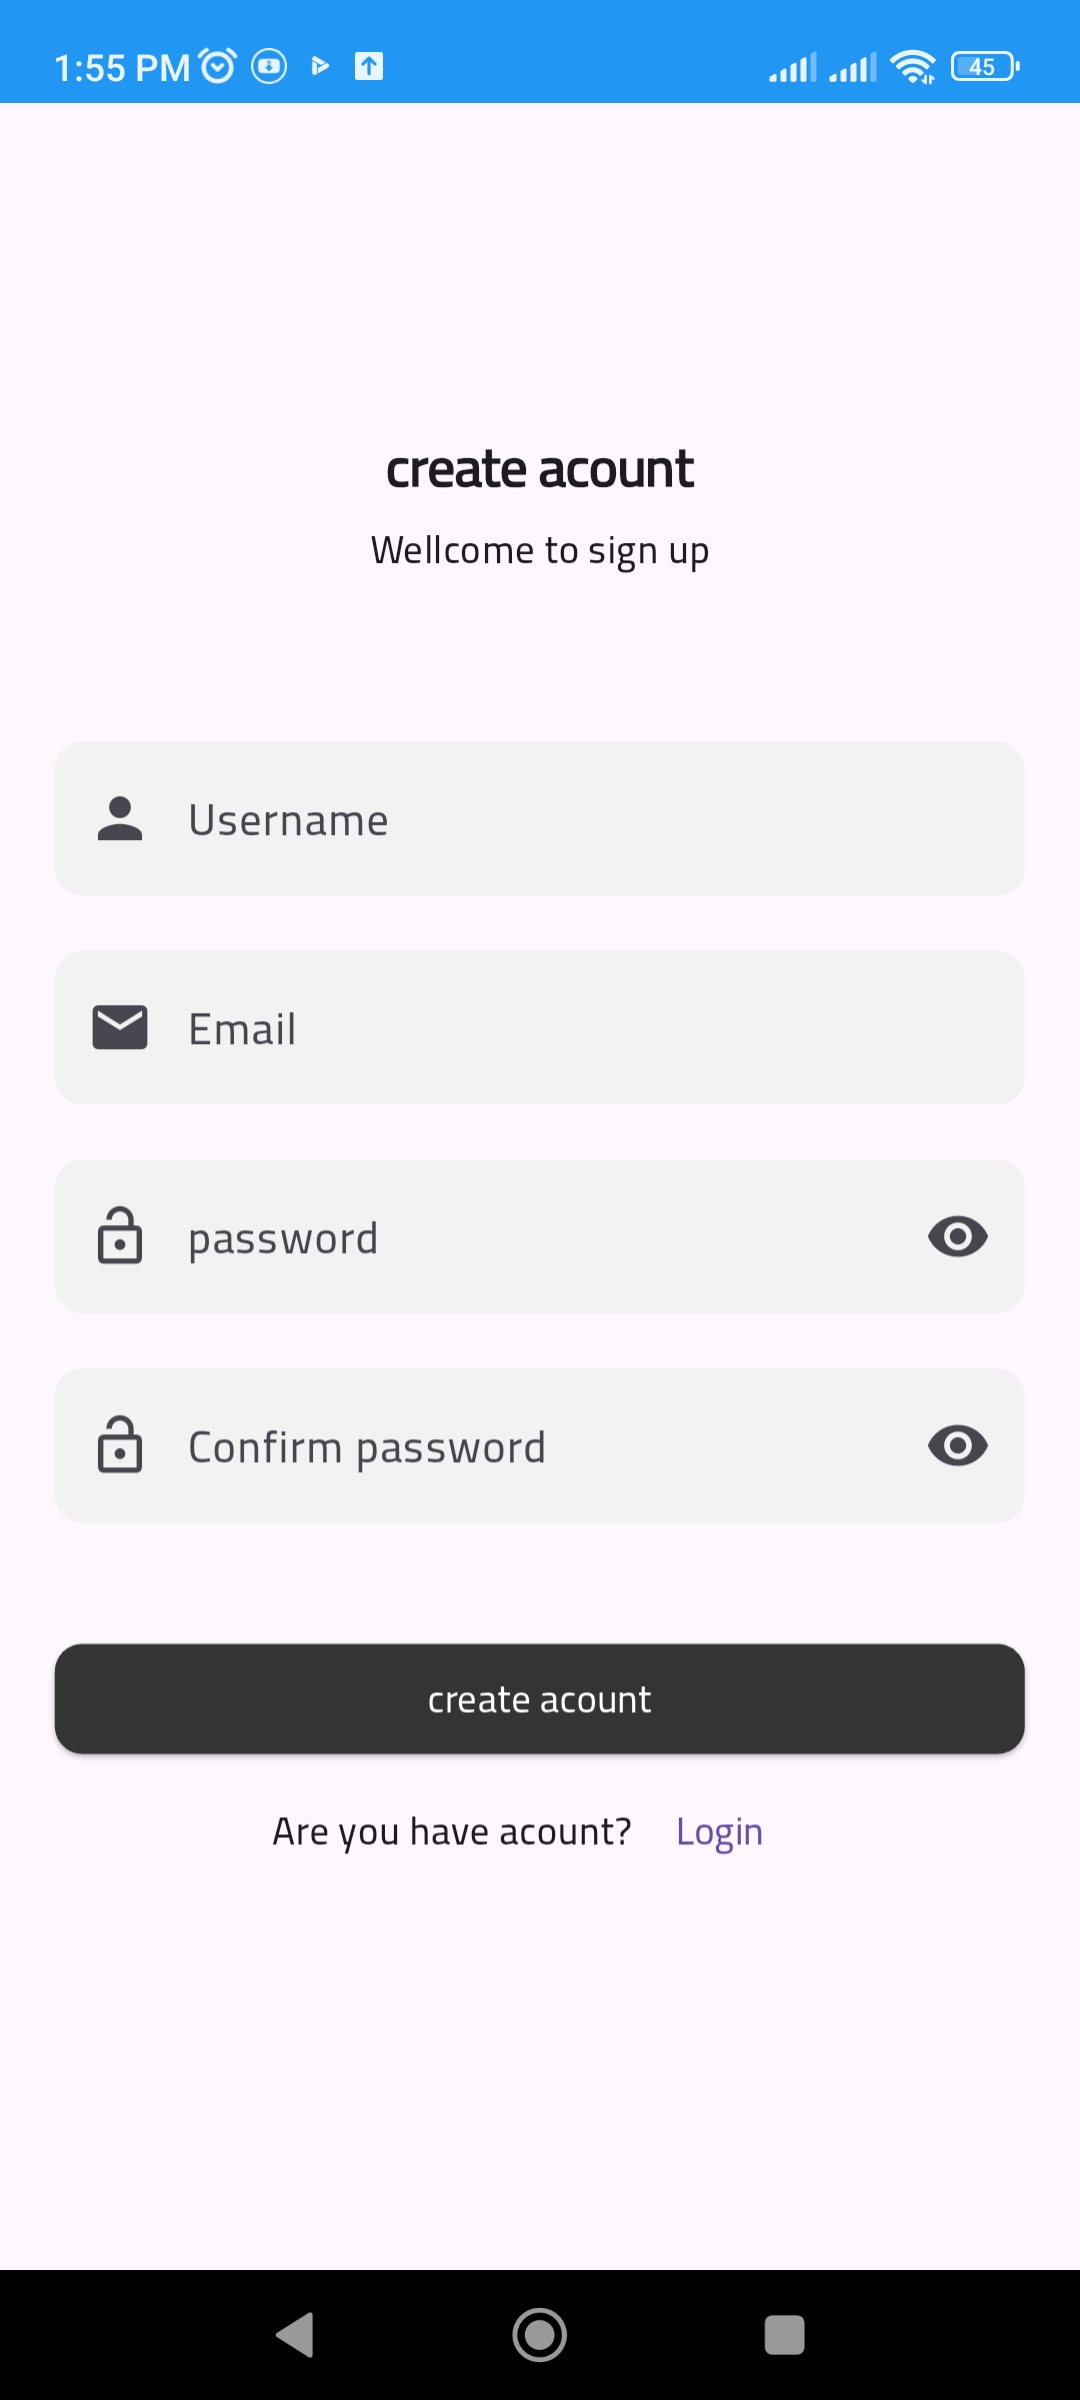 1:55 PM 45
create acount
Wellcome to sign up
Username
Email
password
Confirm password
create acount
Are you have acount? Login